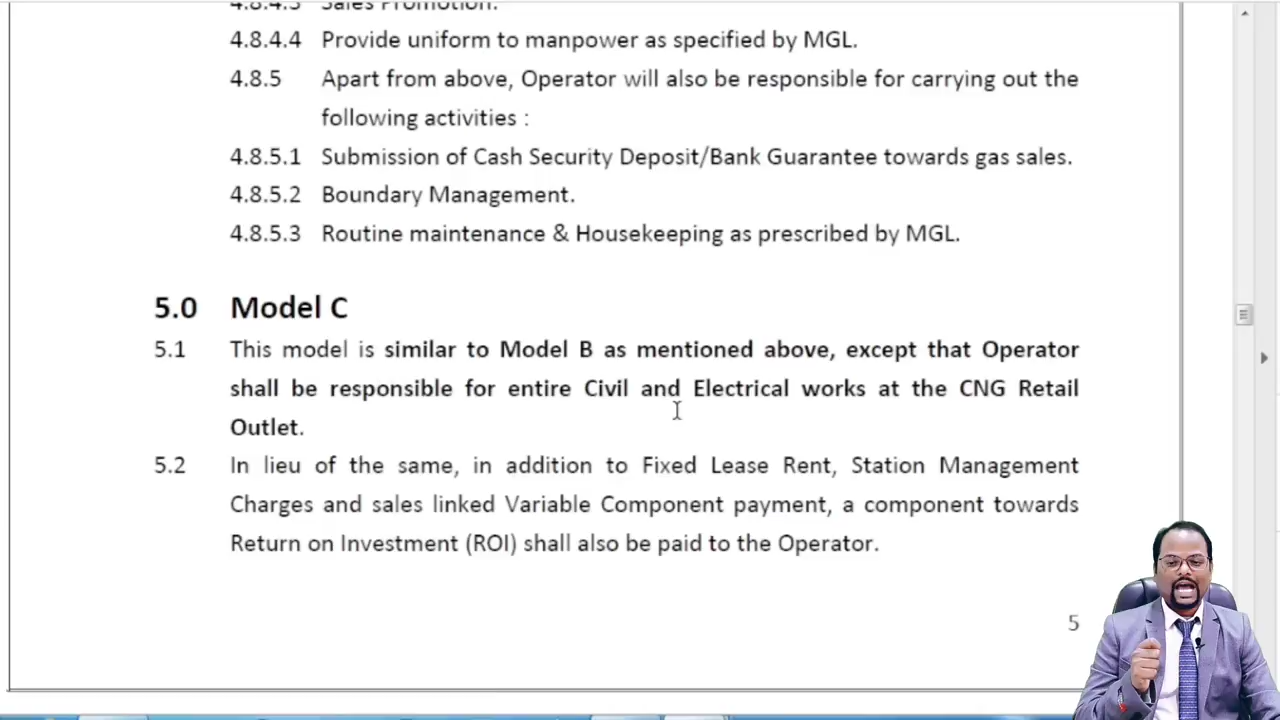 4.8.4.3 Sales Promotion.
4.8.4.4 Provide uniform to manpower as specified by MGL.
4.8.5 Apart from above, Operator will also be responsible for carrying out the
following activities :
4.8.5.1 Submission of Cash Security Deposit/Bank Guarantee towards gas sales.
4.8.5.2 Boundary Management.
4.8.5.3 Routine maintenance & Housekeeping as prescribed by MGL.
5.0 Model C
5.1 This model is similar to Model B as mentioned above, except that Operator
shall be responsible for entire Civil and Electrical works at the CNG Retail
Outlet.
5.2 In lieu of the same, in addition to Fixed Lease Rent, Station Management
Charges and sales linked Variable Component payment, a component towards
Return on Investment (ROI) shall also be paid to the Operator.
5